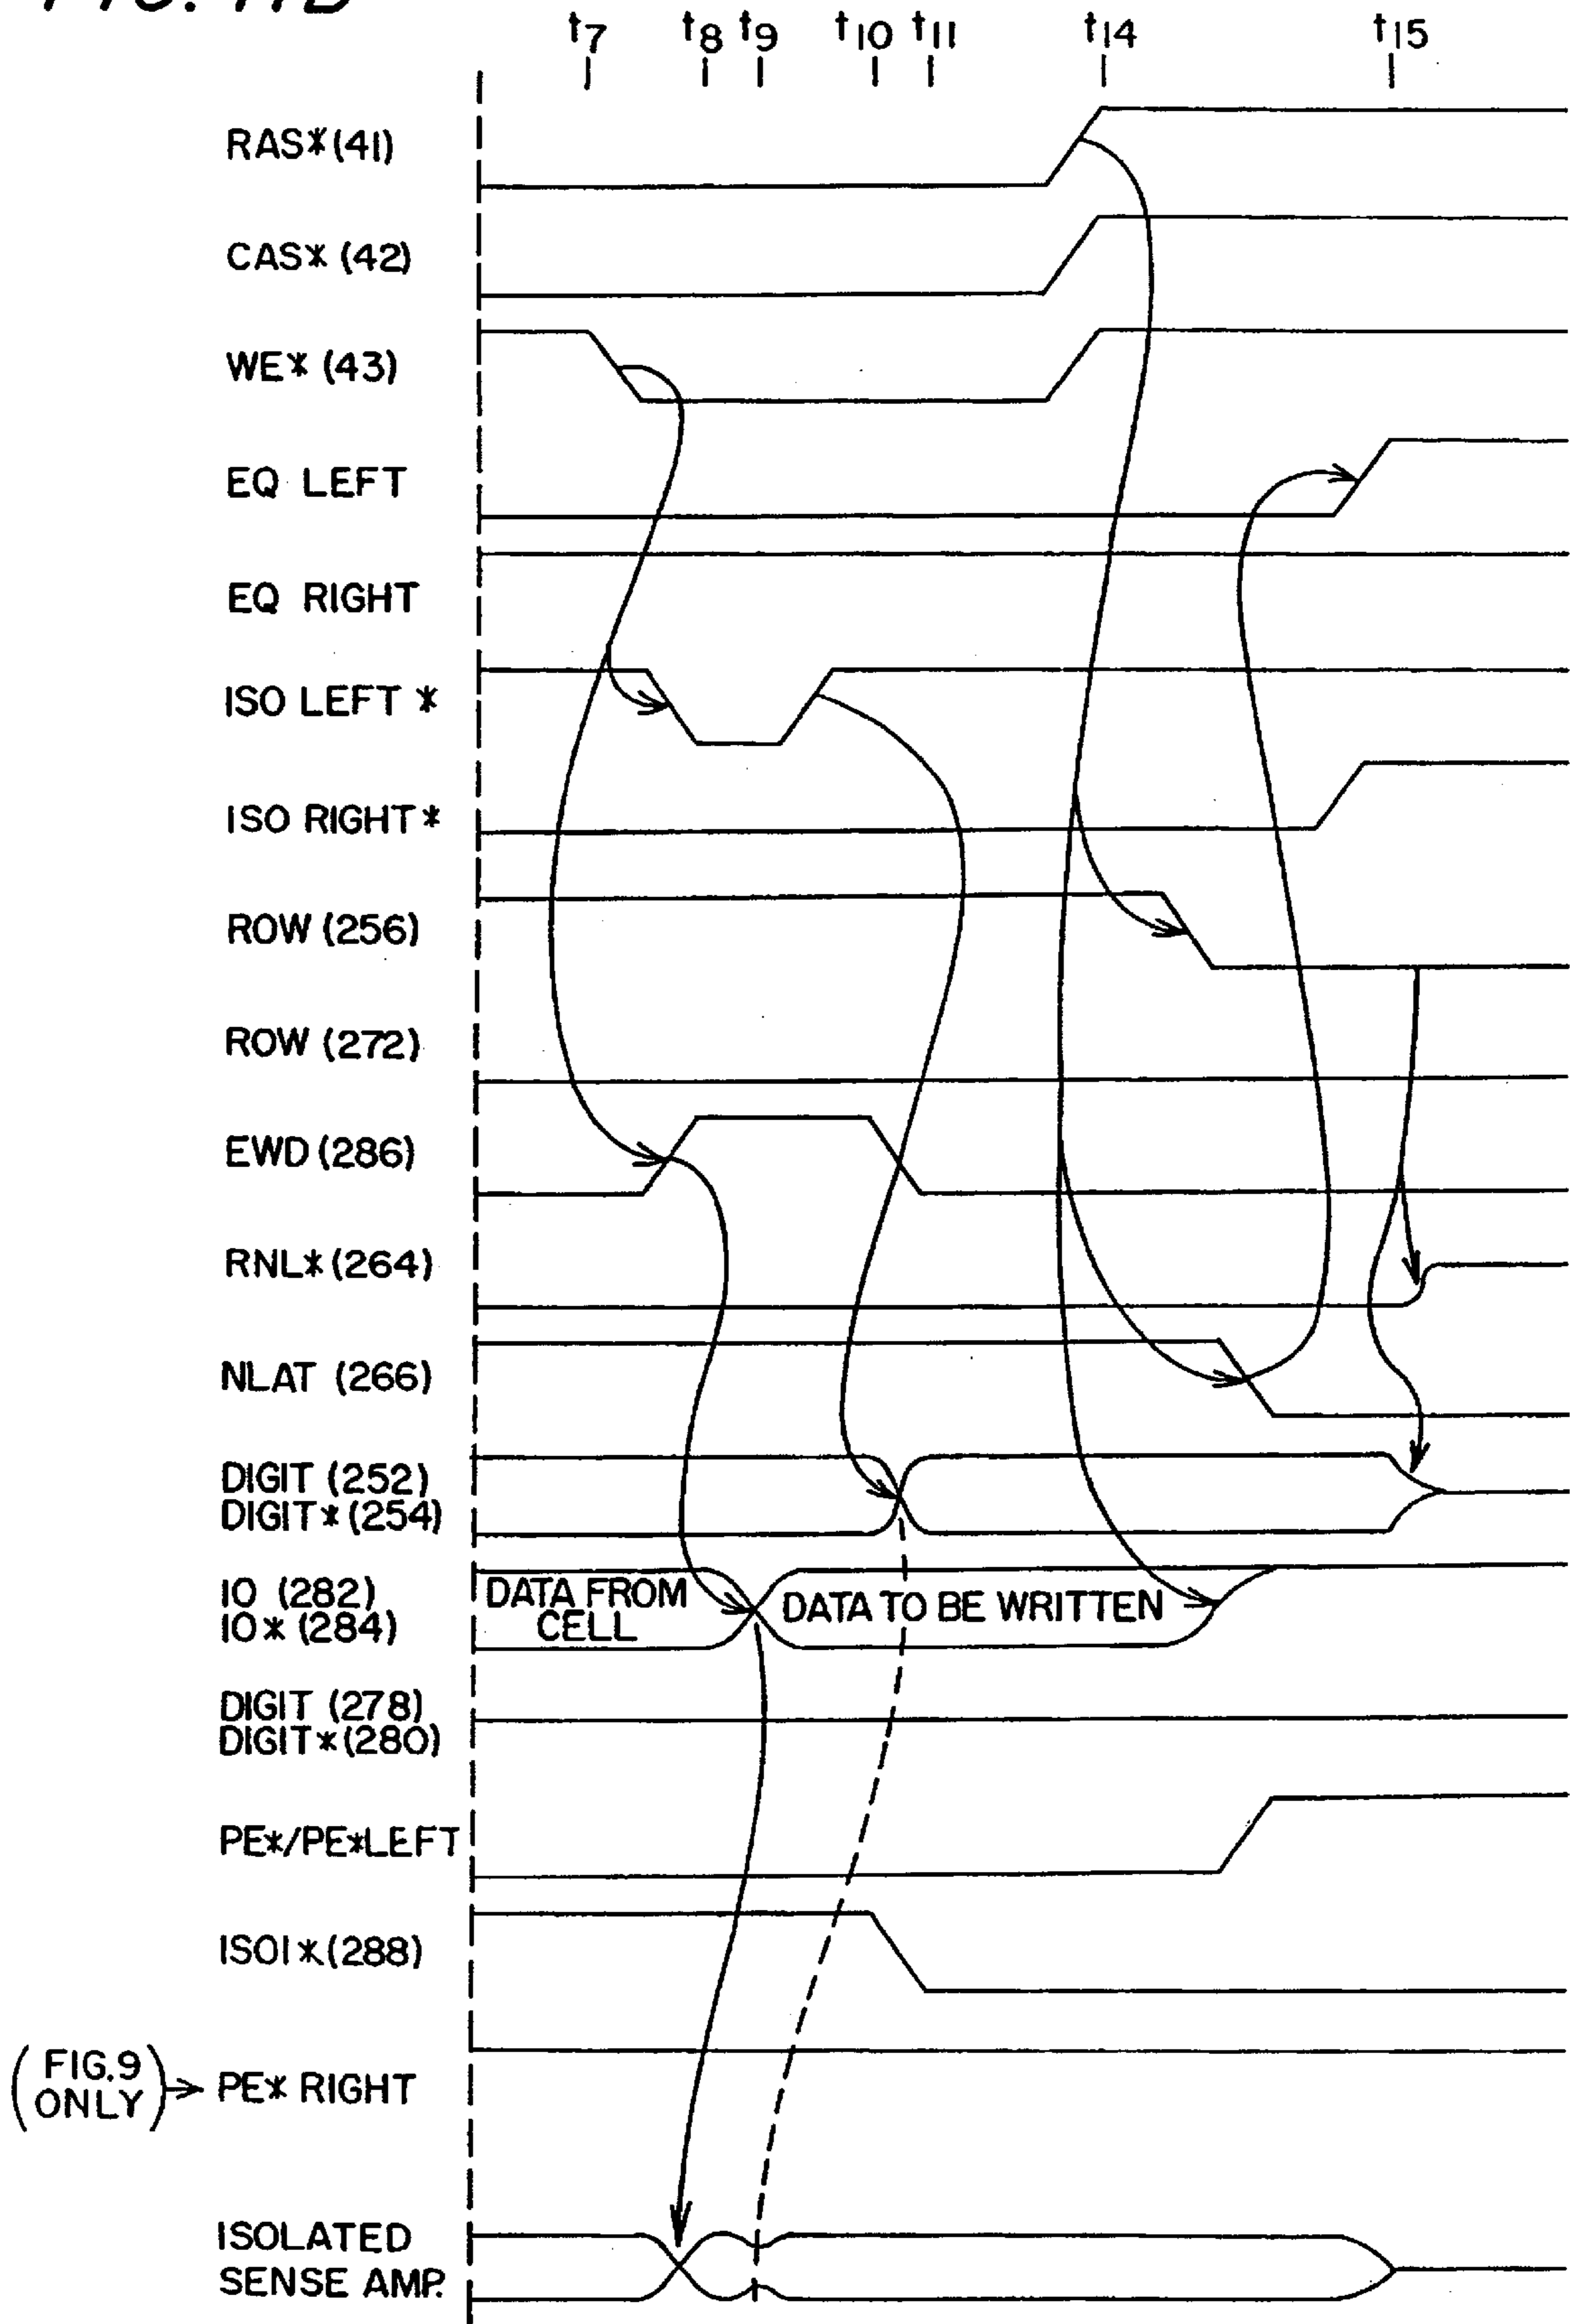 t7 t8 t9 t10 t11 t14 t15
RAS*(41)
CAS* (42)
WE* (43)
EQ LEFT
EQ RIGHT
ISO LEFT *
ISO RIGHT*
ROW (256)
ROW (272)
EWD (286)
RNL*(264)
NLAT (266)
DIGIT (252)
DIGIT* (254)
IO (282)
IO* (284)
DATA FROM
CELL
DATA TO BE WRITTEN
DIGIT (278)
DIGIT*(280)
PE*/PE*LEFT
ISOI*(288)
(FIG.9
ONLY)
PE* RIGHT
ISOLATED
SENSE AMP.